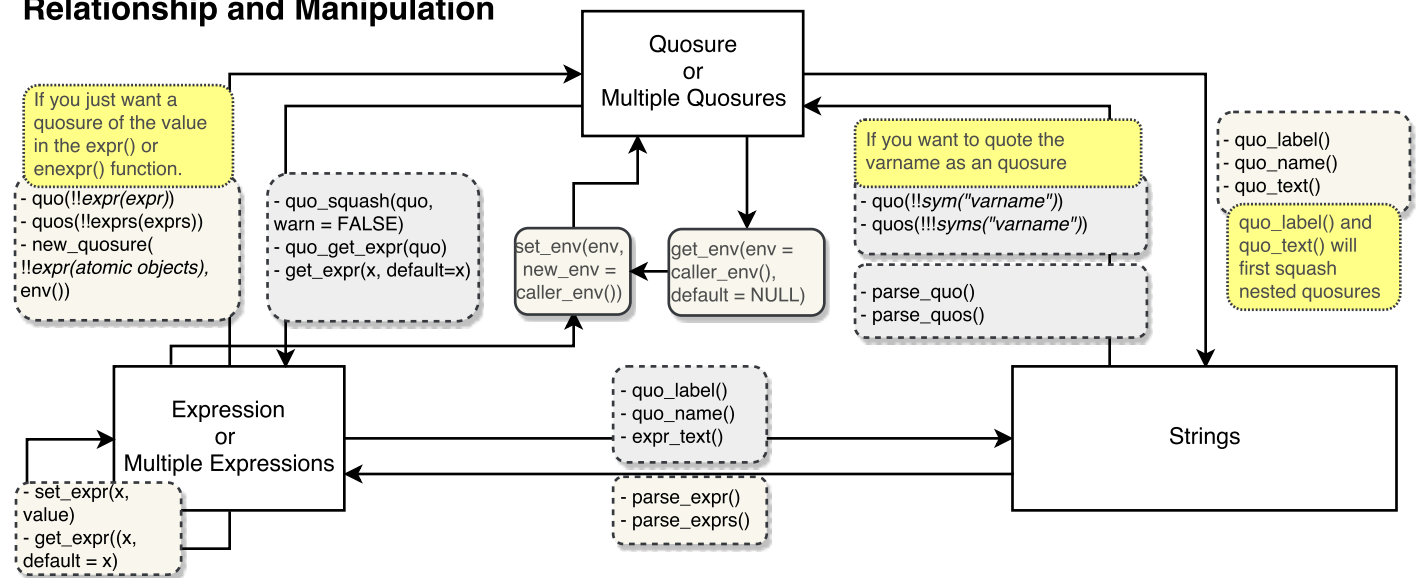 Relationship and Manipulation
Quosure
or
Multiple Quosures
If you just want a
quosure of the value
in the expr() or
enexpr() function.
- quo(!!expr(expr))
- quos(!!exprs(exprs))
- new_quosure(
!!expr(atomic objects),
env())
- quo_squash(quo,
warn = FALSE)
- quo_get_expr(quo)
- get_expr(x, default=x)
set_env(env,
new_env =
caller_env())
get_env(env =
caller_env(),
default = NULL)
If you want to quote the
varname as an quosure
- quo(!!sym("varname"))
- quos(!!!syms("varname"))
- parse_quo()
- parse_quos()
- quo_label()
- quo_name()
- quo_text()
quo_label() and
quo_text() will
first squash
nested quosures
Expression
or
Multiple Expressions
- set_expr(x,
value)
- get_expr((x,
default = x)
- quo_label()
- quo_name()
- expr_text()
- parse_expr()
- parse_exprs()
Strings